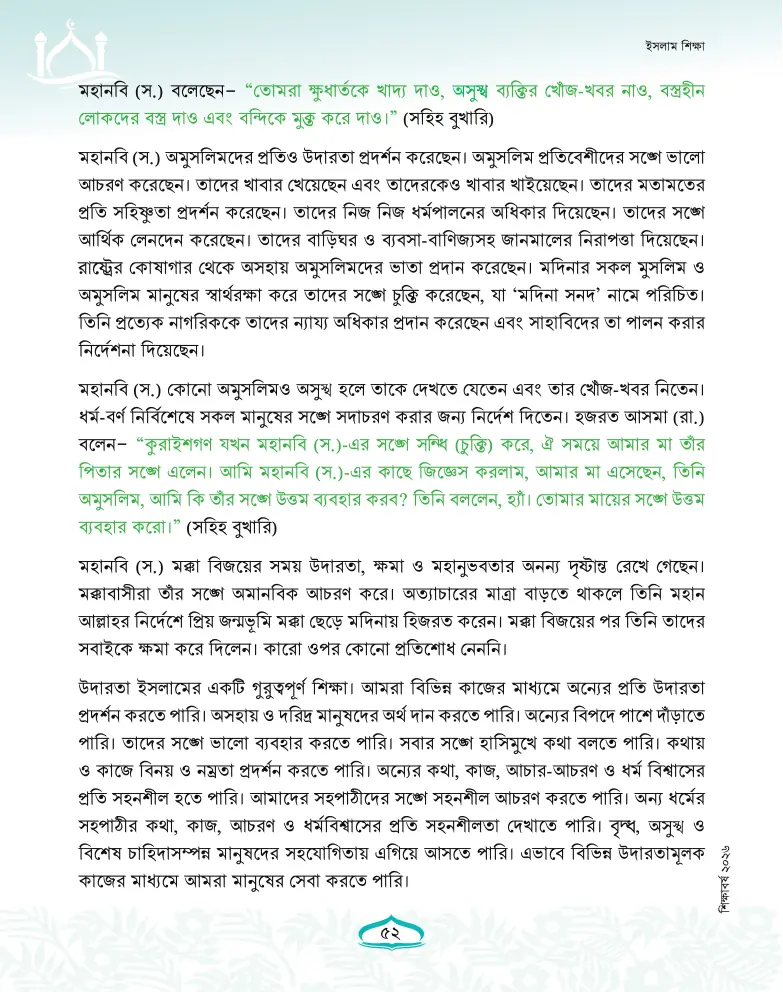 ইসলাম শিক্ষা
মহানবি (স.) বলেছেন– “তোমরা ক্ষুধার্তকে খাদ্য দাও, অসুস্থ ব্যক্তির খোঁজ-খবর নাও, বস্ত্রহীন
লোকদের বস্ত্র দাও এবং বন্দিকে মুক্ত করে দাও।” (সহিহ বুখারি)
মহানবি (স.) অমুসলিমদের প্রতিও উদারতা প্রদর্শন করেছেন। অমুসলিম প্রতিবেশীদের সঙ্গে ভালো
আচরণ করেছেন। তাদের খাবার খেয়েছেন এবং তাদেরকেও খাবার খাইয়েছেন। তাদের মতামতের
প্রতি সহিষ্ণুতা প্রদর্শন করেছেন। তাদের নিজ নিজ ধর্মপালনের অধিকার দিয়েছেন। তাদের সঙ্গে
আর্থিক লেনদেন করেছেন। তাদের বাড়িঘর ও ব্যবসা-বাণিজ্যসহ জানমালের নিরাপত্তা দিয়েছেন।
রাষ্ট্রের কোষাগার থেকে অসহায় অমুসলিমদের ভাতা প্রদান করেছেন। মদিনার সকল মুসলিম ও
অমুসলিম মানুষের স্বার্থরক্ষা করে তাদের সঙ্গে চুক্তি করেছেন, যা ‘মদিনা সনদ’ নামে পরিচিত।
তিনি প্রত্যেক নাগরিককে তাদের ন্যায্য অধিকার প্রদান করেছেন এবং সাহাবিদের তা পালন করার
নির্দেশনা দিয়েছেন।
মহানবি (স.) কোনো অমুসলিমও অসুস্থ হলে তাকে দেখতে যেতেন এবং তার খোঁজ-খবর নিতেন।
ধর্ম-বর্ণ নির্বিশেষে সকল মানুষের সঙ্গে সদাচরণ করার জন্য নির্দেশ দিতেন। হজরত আসমা (রা.)
বলেন– “কুরাইশগণ যখন মহানবি (স.)-এর সঙ্গে সন্ধি (চুক্তি) করে, ঐ সময়ে আমার মা তাঁর
পিতার সঙ্গে এলেন। আমি মহানবি (স.)-এর কাছে জিজ্ঞেস করলাম, আমার মা এসেছেন, তিনি
অমুসলিম, আমি কি তাঁর সঙ্গে উত্তম ব্যবহার করব? তিনি বললেন, হ্যাঁ। তোমার মায়ের সঙ্গে উত্তম
ব্যবহার করো।” (সহিহ বুখারি)
মহানবি (স.) মক্কা বিজয়ের সময় উদারতা, ক্ষমা ও মহানুভবতার অনন্য দৃষ্টান্ত রেখে গেছেন।
মক্কাবাসীরা তাঁর সঙ্গে অমানবিক আচরণ করে। অত্যাচারের মাত্রা বাড়তে থাকলে তিনি মহান
আল্লাহর নির্দেশে প্রিয় জন্মভূমি মক্কা ছেড়ে মদিনায় হিজরত করেন। মক্কা বিজয়ের পর তিনি তাদের
সবাইকে ক্ষমা করে দিলেন। কারো ওপর কোনো প্রতিশোধ নেননি।
উদারতা ইসলামের একটি গুরুত্বপূর্ণ শিক্ষা। আমরা বিভিন্ন কাজের মাধ্যমে অন্যের প্রতি উদারতা
প্রদর্শন করতে পারি। অসহায় ও দরিদ্র মানুষদের অর্থ দান করতে পারি। অন্যের বিপদে পাশে দাঁড়াতে
পারি। তাদের সঙ্গে ভালো ব্যবহার করতে পারি। সবার সঙ্গে হাসিমুখে কথা বলতে পারি। কথায়
ও কাজে বিনয় ও নম্রতা প্রদর্শন করতে পারি। অন্যের কথা, কাজ, আচার-আচরণ ও ধর্ম বিশ্বাসের
প্রতি সহনশীল হতে পারি। আমাদের সহপাঠীদের সঙ্গে সহনশীল আচরণ করতে পারি। অন্য ধর্মের
সহপাঠীর কথা, কাজ, আচরণ ও ধর্মবিশ্বাসের প্রতি সহনশীলতা দেখাতে পারি। বৃদ্ধ, অসুস্থ ও
বিশেষ চাহিদাসম্পন্ন মানুষদের সহযোগিতায় এগিয়ে আসতে পারি। এভাবে বিভিন্ন উদারতামূলক
কাজের মাধ্যমে আমরা মানুষের সেবা করতে পারি।
শিক্ষাবর্ষ ২০২৬
৫২